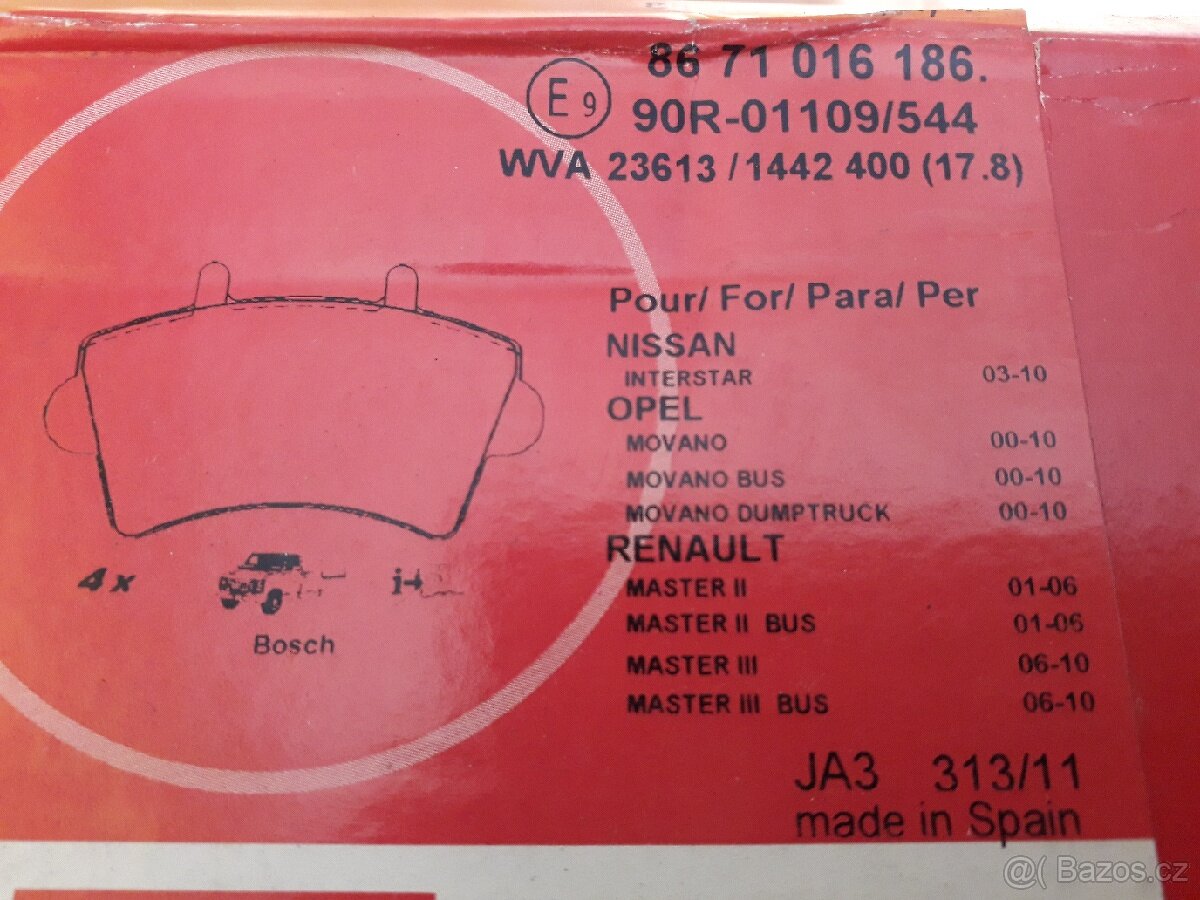 86 71 016 186.
E9
90R-01109/544
WVA 23613 / 1442 400 (17.8)
Pour/ For/ Para/ Per
NISSAN
INTERSTAR 03-10
OPEL
MOVANO 00-10
MOVANO BUS 00-10
MOVANO DUMPTRUCK 00-10
RENAULT
MASTER II 01-06
MASTER II BUS 01-06
MASTER III 06-10
MASTER III BUS 06-10
4x
i+
Bosch
JA3 313/11
made in Spain
@( Bazos.cz